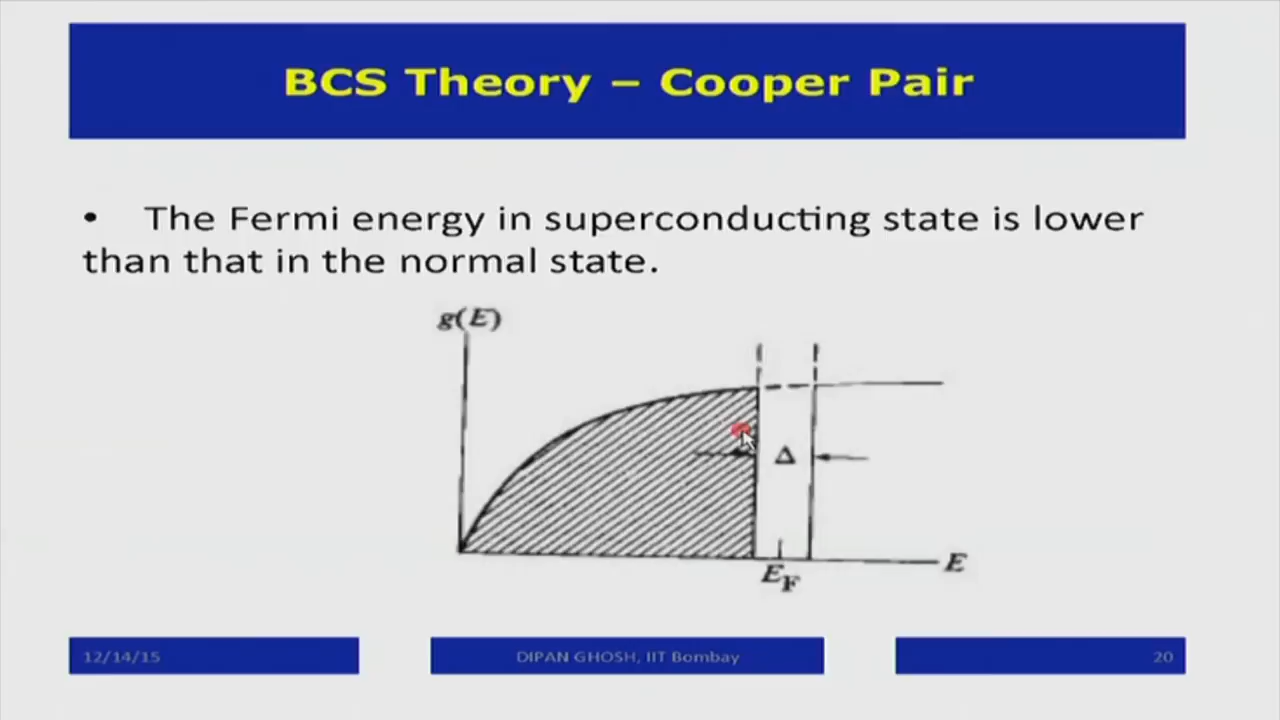 BCS Theory – Cooper Pair
• The Fermi energy in superconducting state is lower
than that in the normal state.
g(E)
Δ
E
E_F
12/14/15
DIPAN GHOSH, IIT Bombay
20